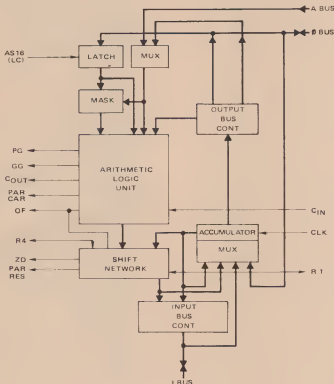 A BUS
Ø BUS
AS16
(LC)
LATCH
MUX
MASK
OUTPUT
BUS
CONT
PG
GG
COUT
PAR
CAR
OF
ARITHMETIC
LOGIC
UNIT
CIN
R4
ZD
PAR
RES
SHIFT
NETWORK
ACCUMULATOR
MUX
CLK
R-1
INPUT
BUS
CONT
I BUS